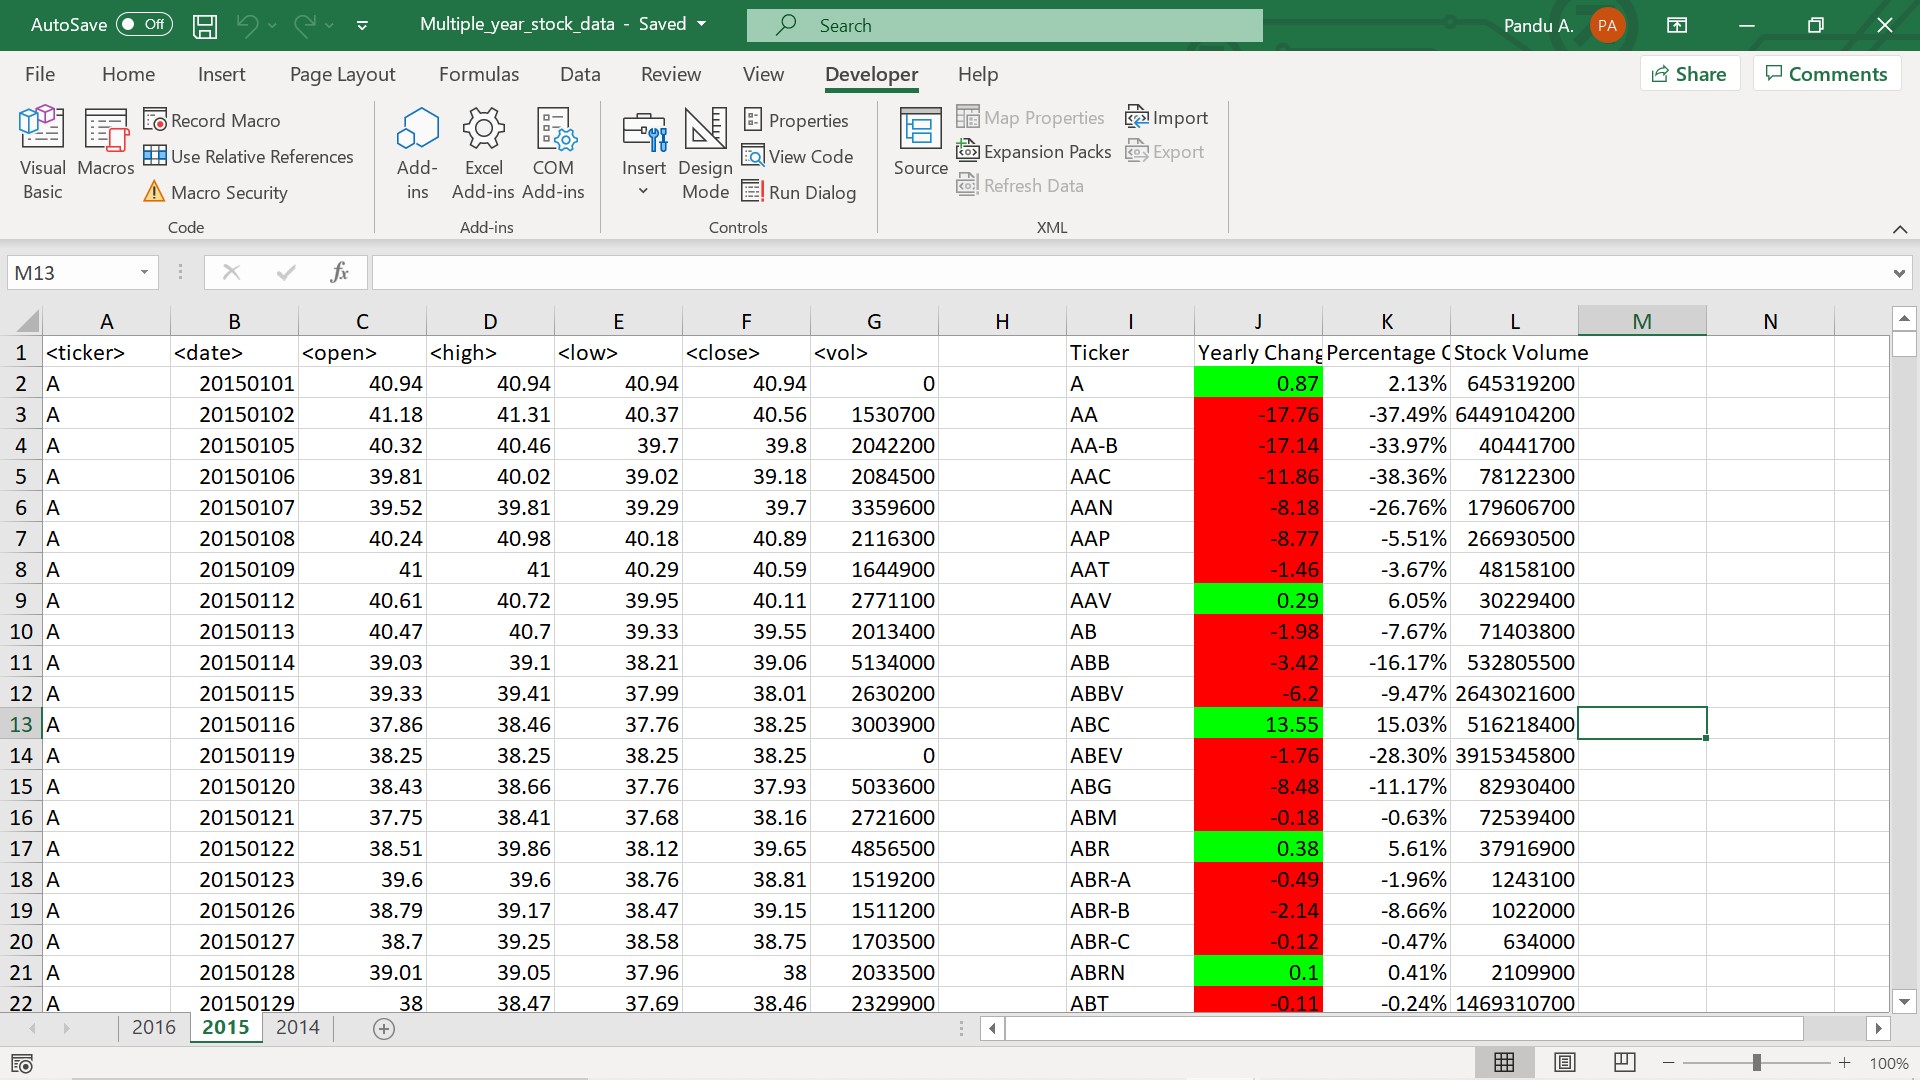 AutoSave Off Multiple_year_stock_data - Saved Search Pandu A. PA
File Home Insert Page Layout Formulas Data Review View Developer Help Share Comments
Visual Basic Macros Record Macro Use Relative References Macro Security Code
Add-ins Excel Add-ins COM Add-ins Add-ins
Insert Design Mode Properties View Code Run Dialog Controls
Source Map Properties Expansion Packs Refresh Data Import Export XML
M13 fx
A B C D E F G H I J K L M N
1 <ticker> <date> <open> <high> <low> <close> <vol> Ticker Yearly Chang Percentage C Stock Volume
2 A 20150101 40.94 40.94 40.94 40.94 0 A 0.87 2.13% 645319200
3 A 20150102 41.18 41.31 40.37 40.56 1530700 AA -17.76 -37.49% 6449104200
4 A 20150105 40.32 40.46 39.7 39.8 2042200 AA-B -17.14 -33.97% 40441700
5 A 20150106 39.81 40.02 39.02 39.18 2084500 AAC -11.86 -38.36% 78122300
6 A 20150107 39.52 39.81 39.29 39.7 3359600 AAN -8.18 -26.76% 179606700
7 A 20150108 40.24 40.98 40.18 40.89 2116300 AAP -8.77 -5.51% 266930500
8 A 20150109 41 41 40.29 40.59 1644900 AAT -1.46 -3.67% 48158100
9 A 20150112 40.61 40.72 39.95 40.11 2771100 AAV 0.29 6.05% 30229400
10 A 20150113 40.47 40.7 39.33 39.55 2013400 AB -1.98 -7.67% 71403800
11 A 20150114 39.03 39.1 38.21 39.06 5134000 ABB -3.42 -16.17% 532805500
12 A 20150115 39.33 39.41 37.99 38.01 2630200 ABBV -6.2 -9.47% 2643021600
13 A 20150116 37.86 38.46 37.76 38.25 3003900 ABC 13.55 15.03% 516218400
14 A 20150119 38.25 38.25 38.25 38.25 0 ABEV -1.76 -28.30% 3915345800
15 A 20150120 38.43 38.66 37.76 37.93 5033600 ABG -8.48 -11.17% 82930400
16 A 20150121 37.75 38.41 37.68 38.16 2721600 ABM -0.18 -0.63% 72539400
17 A 20150122 38.51 39.86 38.12 39.65 4856500 ABR 0.38 5.61% 37916900
18 A 20150123 39.6 39.6 38.76 38.81 1519200 ABR-A -0.49 -1.96% 1243100
19 A 20150126 38.79 39.17 38.47 39.15 1511200 ABR-B -2.14 -8.66% 1022000
20 A 20150127 38.7 39.25 38.58 38.75 1703500 ABR-C -0.12 -0.47% 634000
21 A 20150128 39.01 39.05 37.96 38 2033500 ABRN 0.1 0.41% 2109900
22 A 20150129 38 38.47 37.69 38.46 2329900 ABT -0.11 -0.24% 1469310700
2016 2015 2014
100%